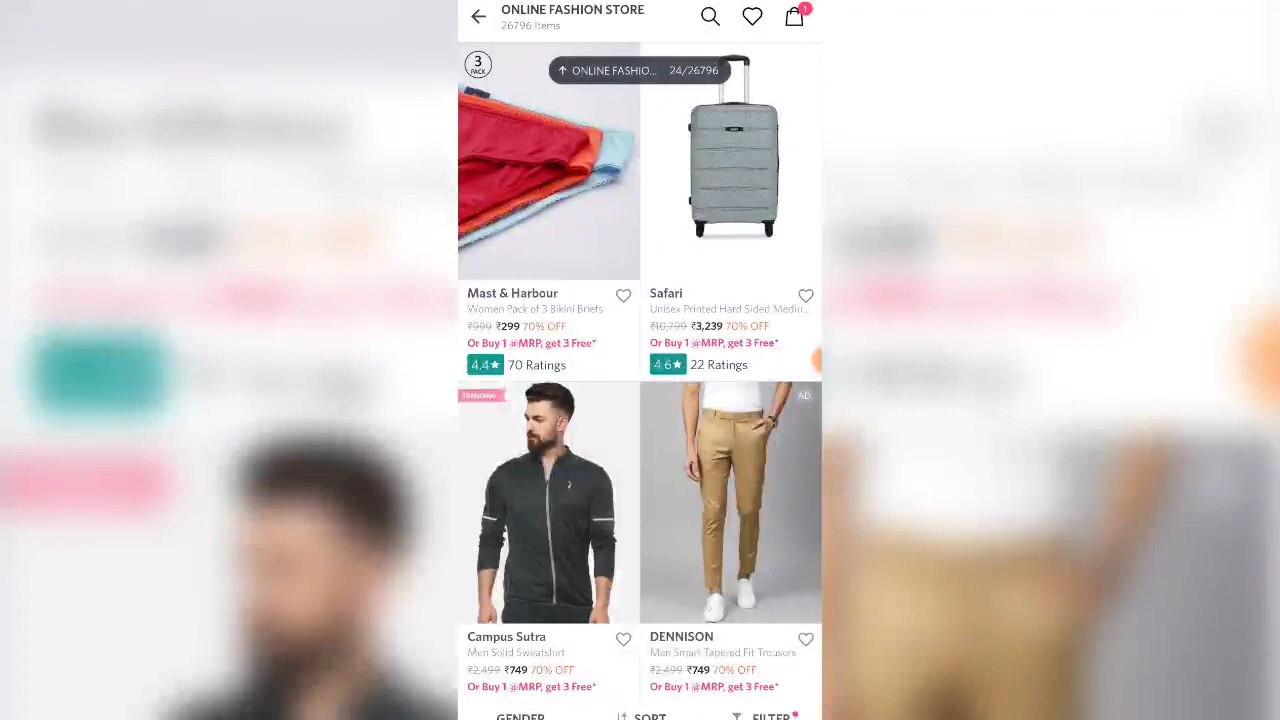 ONLINE FASHION STORE
26796 Items
1
3
PACK
↑ ONLINE FASHIO... 24/26796
Mast & Harbour
Women Pack of 3 Bikini Briefs
₹999 ₹299 70% OFF
Or Buy 1 @MRP, get 3 Free*
4.4★ 70 Ratings
Safari
Unisex Printed Hard Sided Mediu...
₹10,799 ₹3,239 70% OFF
Or Buy 1 @MRP, get 3 Free*
4.6★ 22 Ratings
TRENDING
AD
Campus Sutra
Men Solid Sweatshirt
₹2,499 ₹749 70% OFF
Or Buy 1 @MRP, get 3 Free*
DENNISON
Men Smart Tapered Fit Trousers
₹2,499 ₹749 70% OFF
Or Buy 1 @MRP, get 3 Free*
GENDER
SORT
FILTER